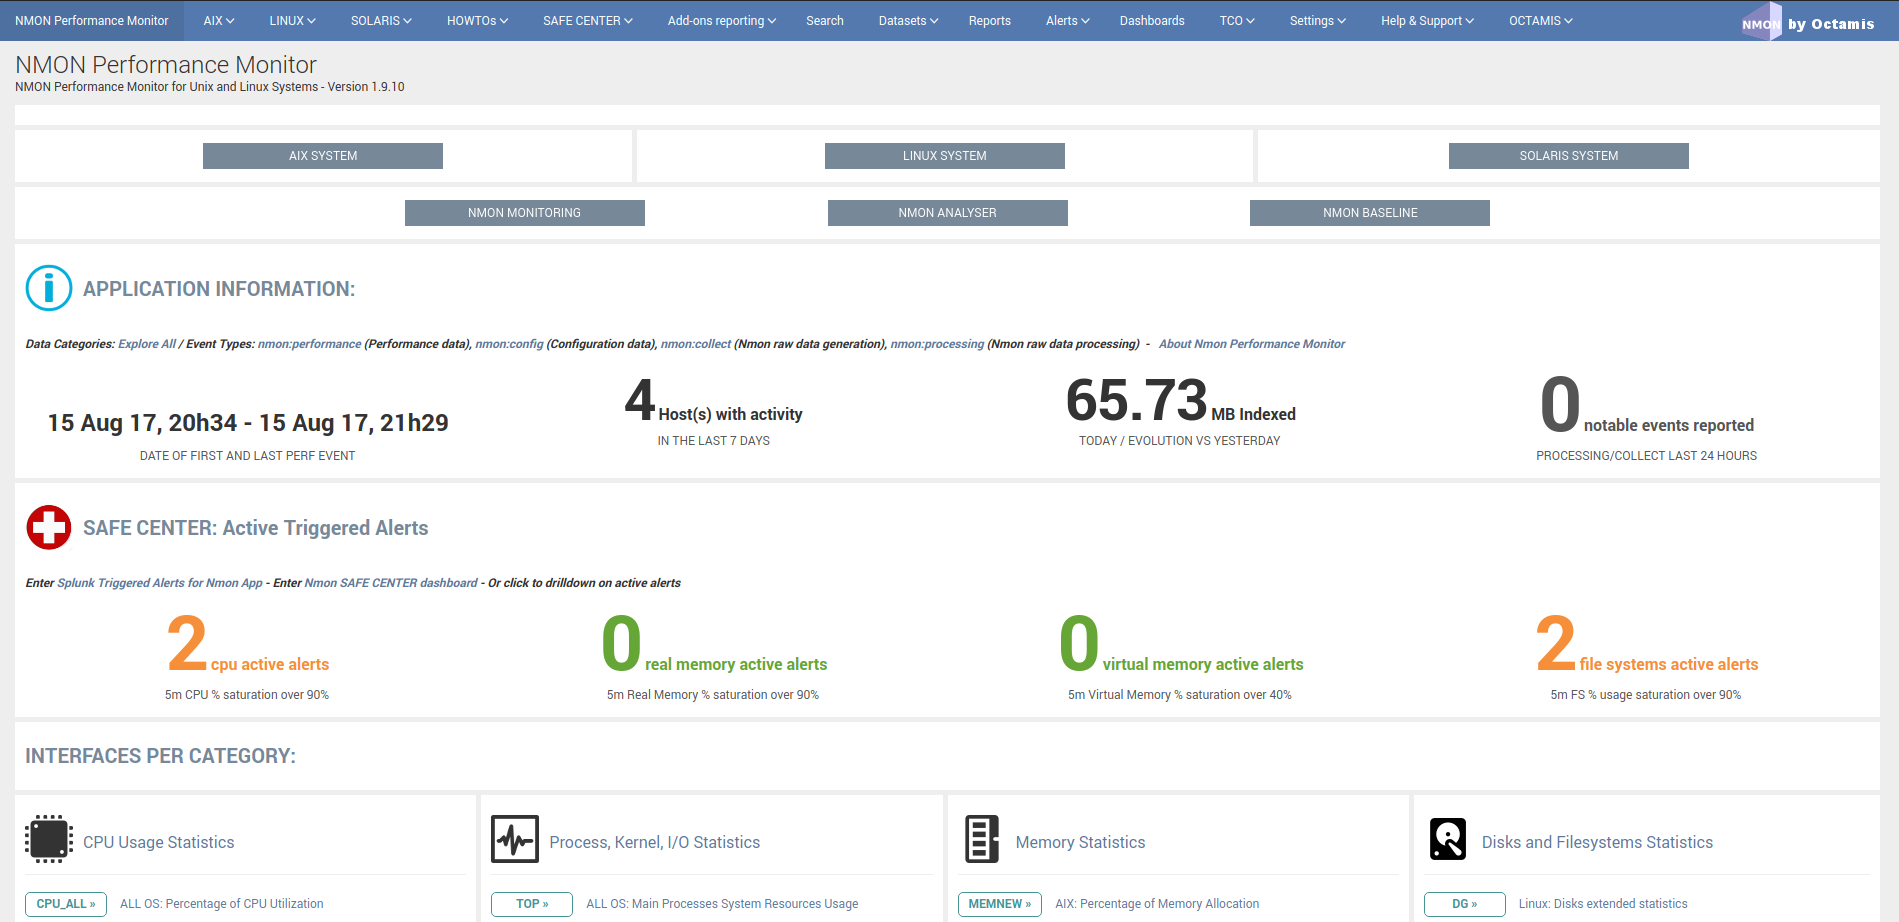 NMON Performance Monitor AIX LINUX SOLARIS HOWTOs SAFE CENTER Add-ons reporting Search Datasets Reports Alerts Dashboards TCO Settings Help & Support OCTAMIS NMON by Octamis
NMON Performance Monitor
NMON Performance Monitor for Unix and Linux Systems - Version 1.9.10
AIX SYSTEM LINUX SYSTEM SOLARIS SYSTEM
NMON MONITORING NMON ANALYSER NMON BASELINE
APPLICATION INFORMATION:
Data Categories: Explore All / Event Types: nmon:performance (Performance data), nmon:config (Configuration data), nmon:collect (Nmon raw data generation), nmon:processing (Nmon raw data processing) - About Nmon Performance Monitor
15 Aug 17, 20h34 - 15 Aug 17, 21h29
DATE OF FIRST AND LAST PERF EVENT
4 Host(s) with activity
IN THE LAST 7 DAYS
65.73 MB Indexed
TODAY / EVOLUTION VS YESTERDAY
0 notable events reported
PROCESSING/COLLECT LAST 24 HOURS
SAFE CENTER: Active Triggered Alerts
Enter Splunk Triggered Alerts for Nmon App - Enter Nmon SAFE CENTER dashboard - Or click to drilldown on active alerts
2 cpu active alerts
5m CPU % saturation over 90%
0 real memory active alerts
5m Real Memory % saturation over 90%
0 virtual memory active alerts
5m Virtual Memory % saturation over 40%
2 file systems active alerts
5m FS % usage saturation over 90%
INTERFACES PER CATEGORY:
CPU Usage Statistics
CPU_ALL » ALL OS: Percentage of CPU Utilization
Process, Kernel, I/O Statistics
TOP » ALL OS: Main Processes System Resources Usage
Memory Statistics
MEMNEW » AIX: Percentage of Memory Allocation
Disks and Filesystems Statistics
DG » Linux: Disks extended statistics